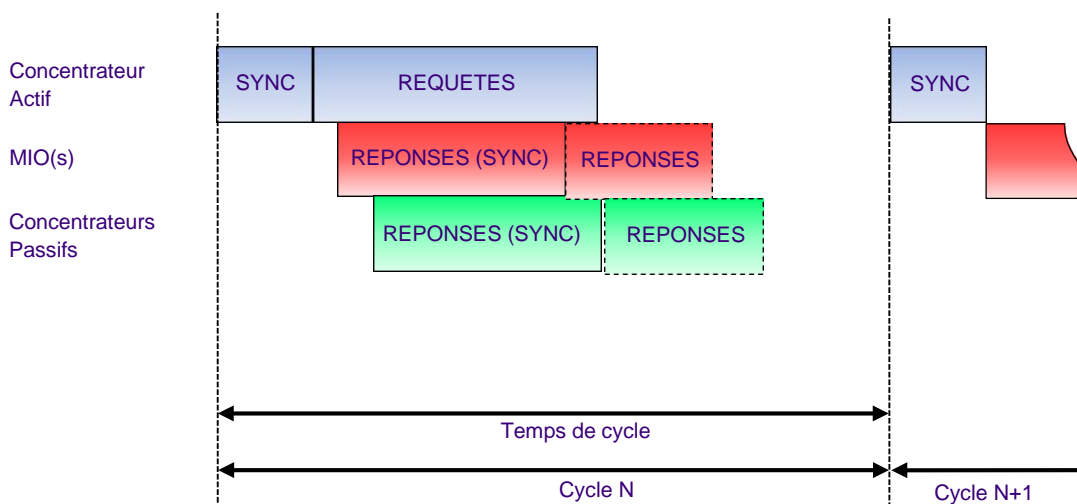 Concentrateur
Actif
SYNC
REQUETES
SYNC
MIO(s)
REPONSES (SYNC)
REPONSES
Concentrateurs
Passifs
REPONSES (SYNC)
REPONSES
Temps de cycle
Cycle N
Cycle N+1